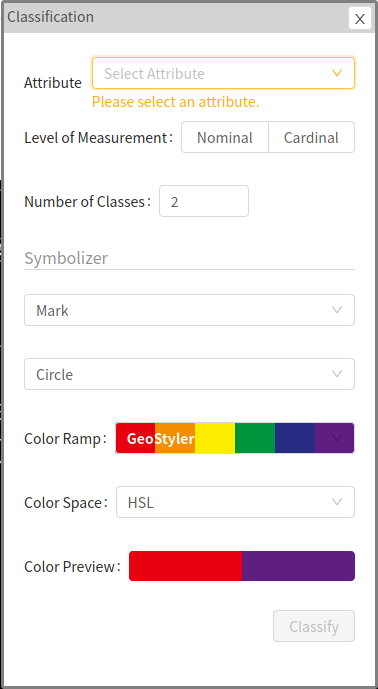 Classification
X
Attribute Select Attribute
Please select an attribute.
Level of Measurement: Nominal Cardinal
Number of Classes: 2
Symbolizer
Mark
Circle
Color Ramp: GeoStyler
Color Space: HSL
Color Preview:
Classify